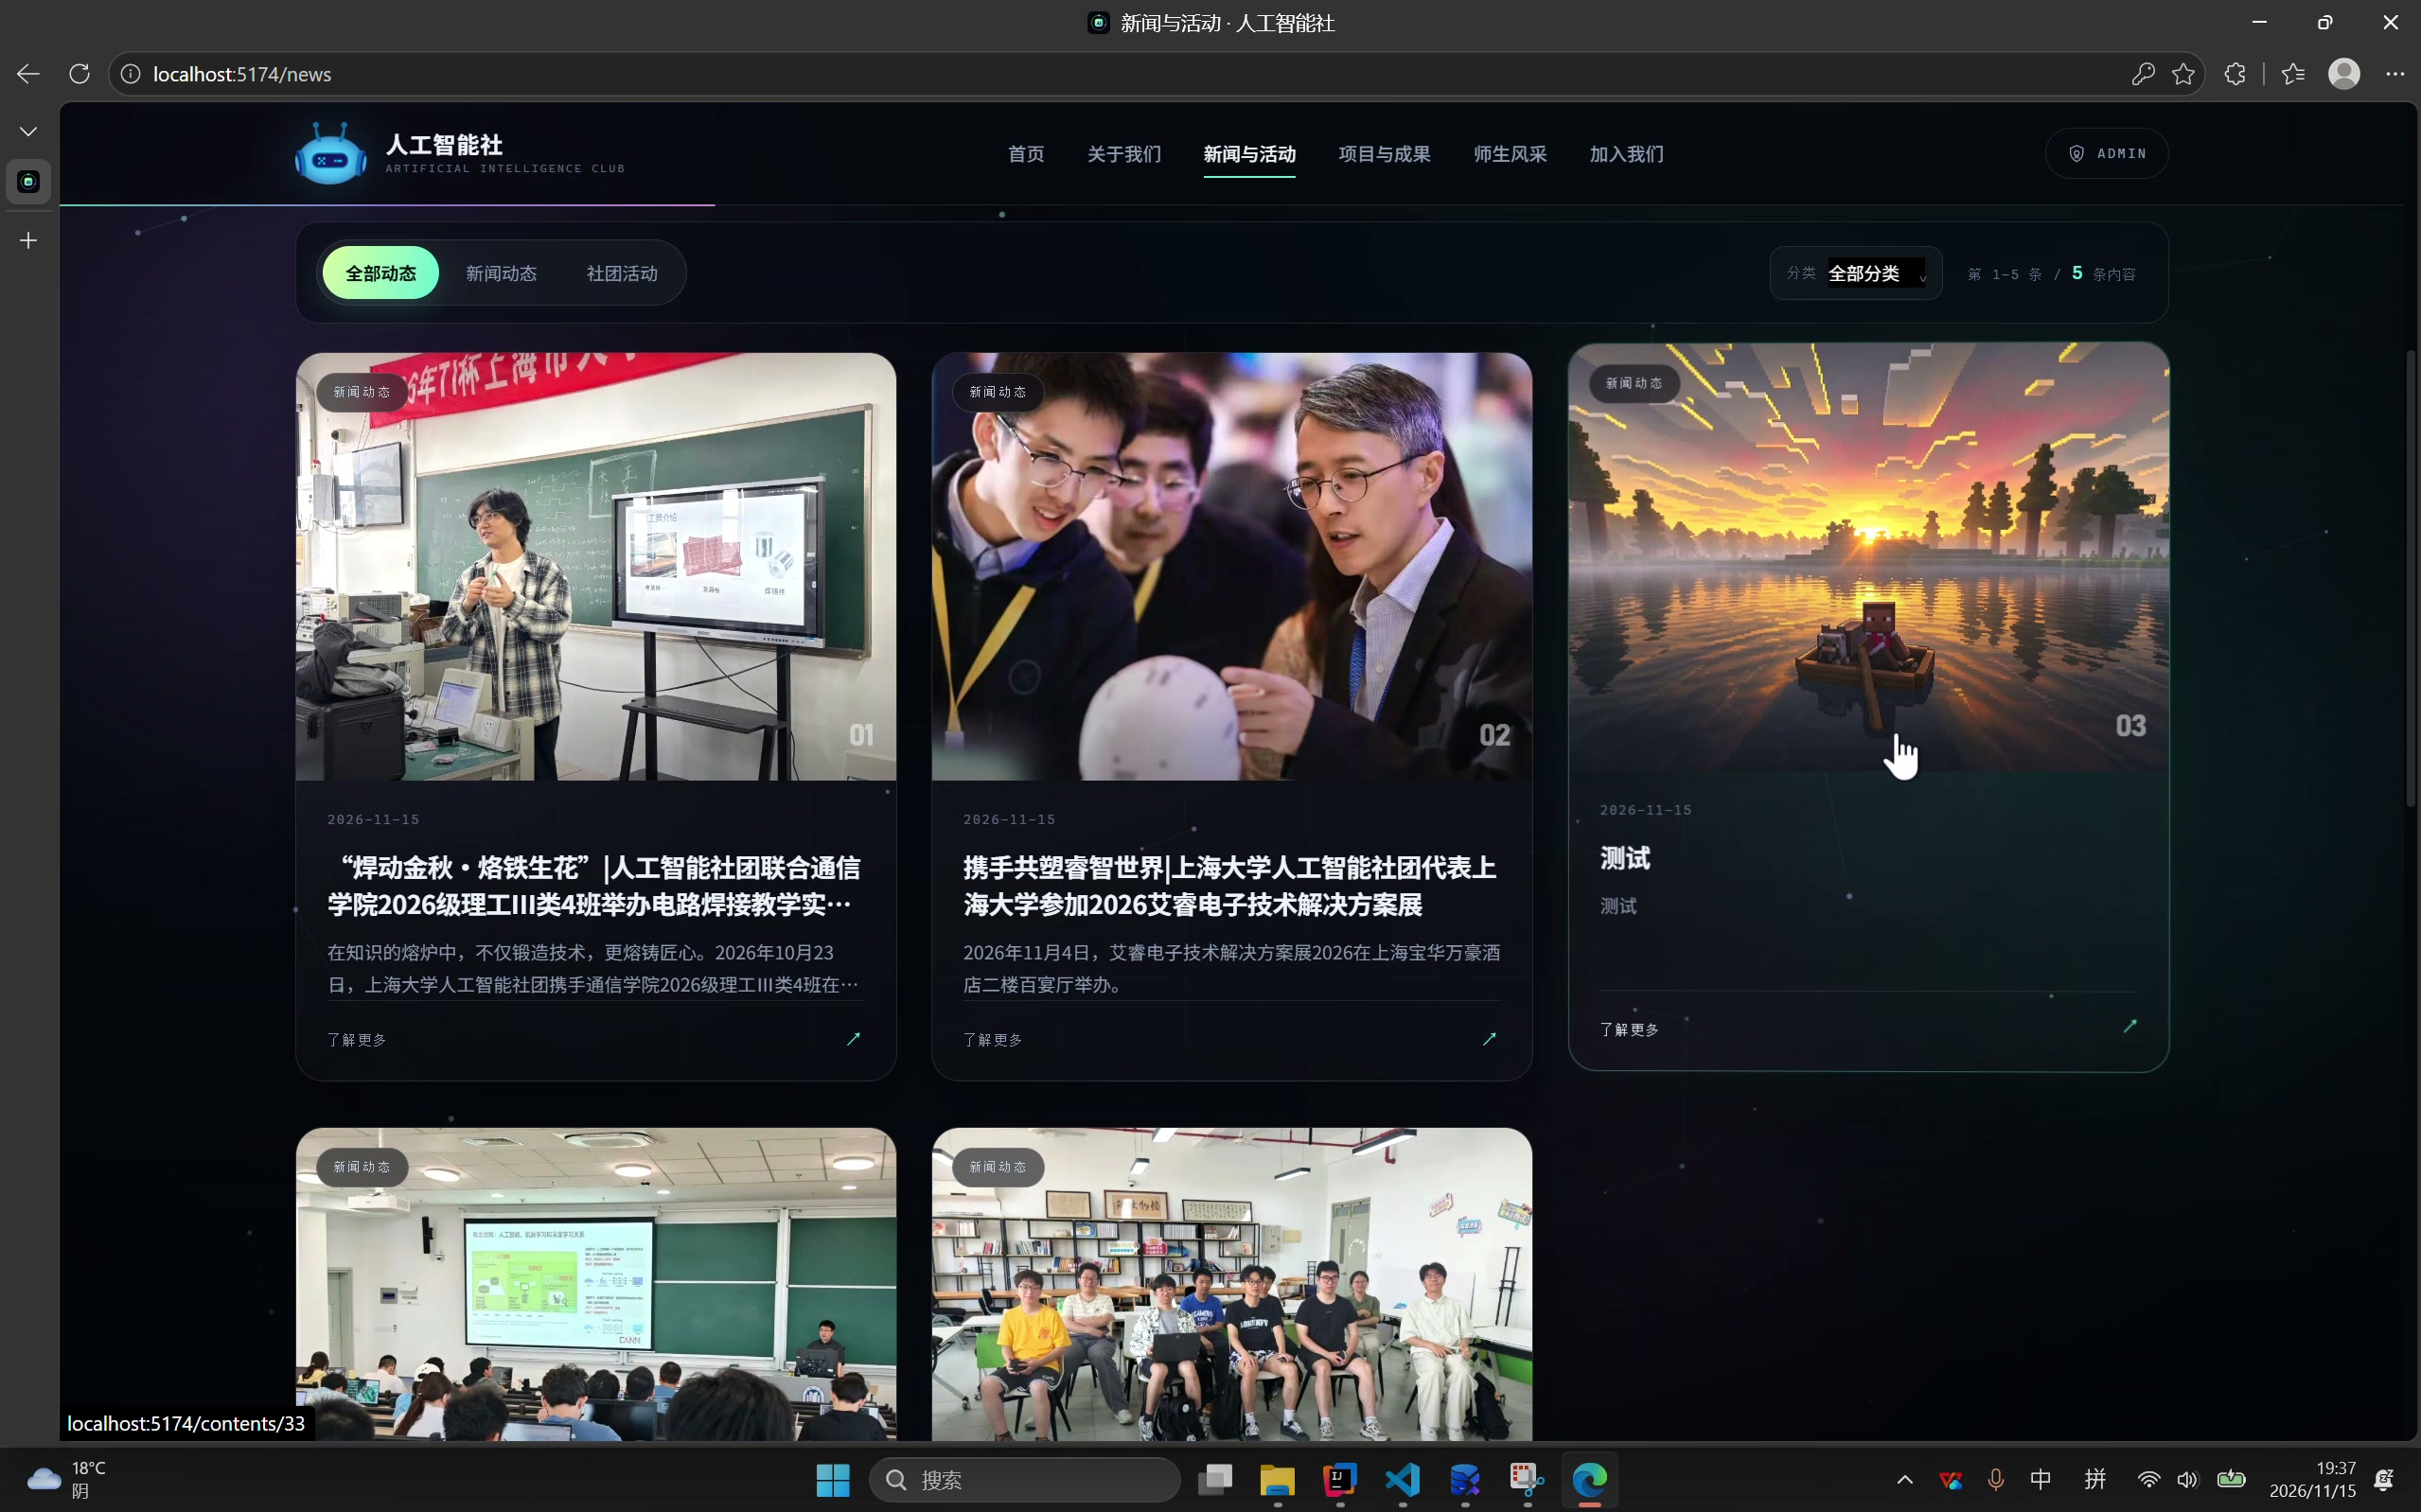 新闻与活动 · 人工智能社
localhost:5174/news
人工智能社
ARTIFICIAL INTELLIGENCE CLUB
首页
关于我们
新闻与活动
项目与成果
师生风采
加入我们
ADMIN
全部动态
新闻动态
社团活动
分类 全部分类
第 1–5 条 / 5 条内容
新闻动态
6年TI杯上海市大
工具介绍
01
2026-11-15
“焊动金秋·烙铁生花”|人工智能社团联合通信
学院2026级理工III类4班举办电路焊接教学实…
在知识的熔炉中，不仅锻造技术，更熔铸匠心。2026年10月23
日，上海大学人工智能社团携手通信学院2026级理工III类4班在…
了解更多
新闻动态
02
2026-11-15
携手共塑睿智世界|上海大学人工智能社团代表上
海大学参加2026艾睿电子技术解决方案展
2026年11月4日，艾睿电子技术解决方案展2026在上海宝华万豪酒
店二楼百宴厅举办。
了解更多
新闻动态
03
2026-11-15
测试
测试
了解更多
新闻动态
CANN
新闻动态
localhost:5174/contents/33
18°C
阴
搜索
中
拼
19:37
2026/11/15